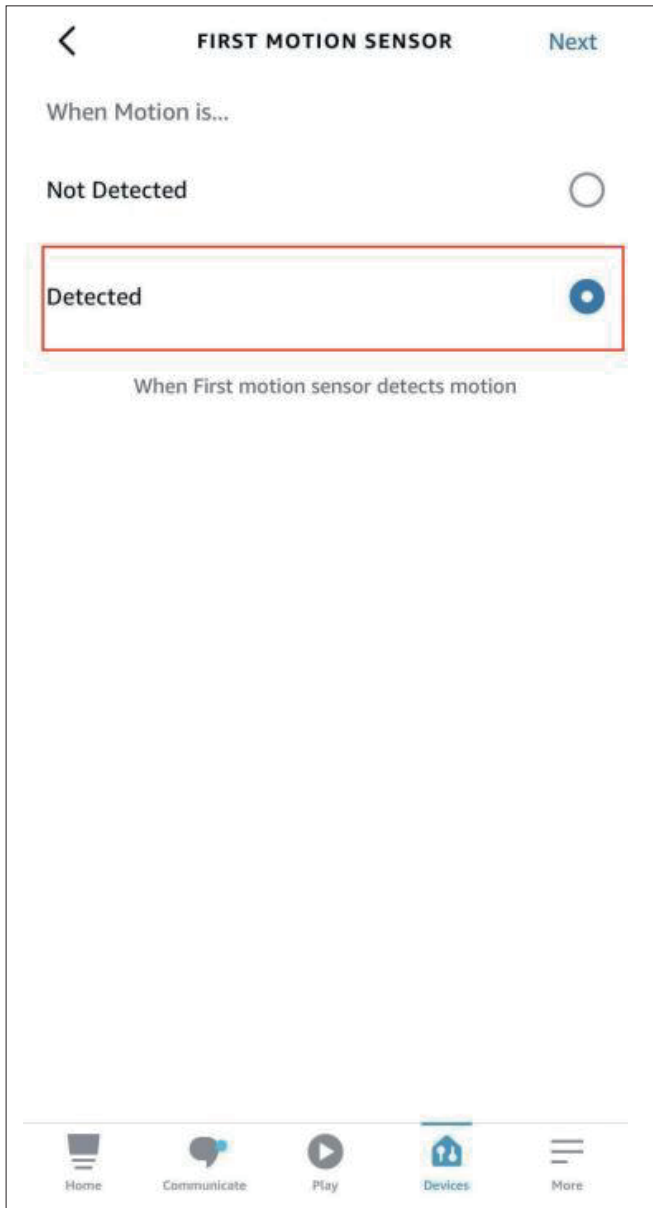 FIRST MOTION SENSOR Next
When Motion is...
Not Detected
Detected
When First motion sensor detects motion
Home Communicate Play Devices More